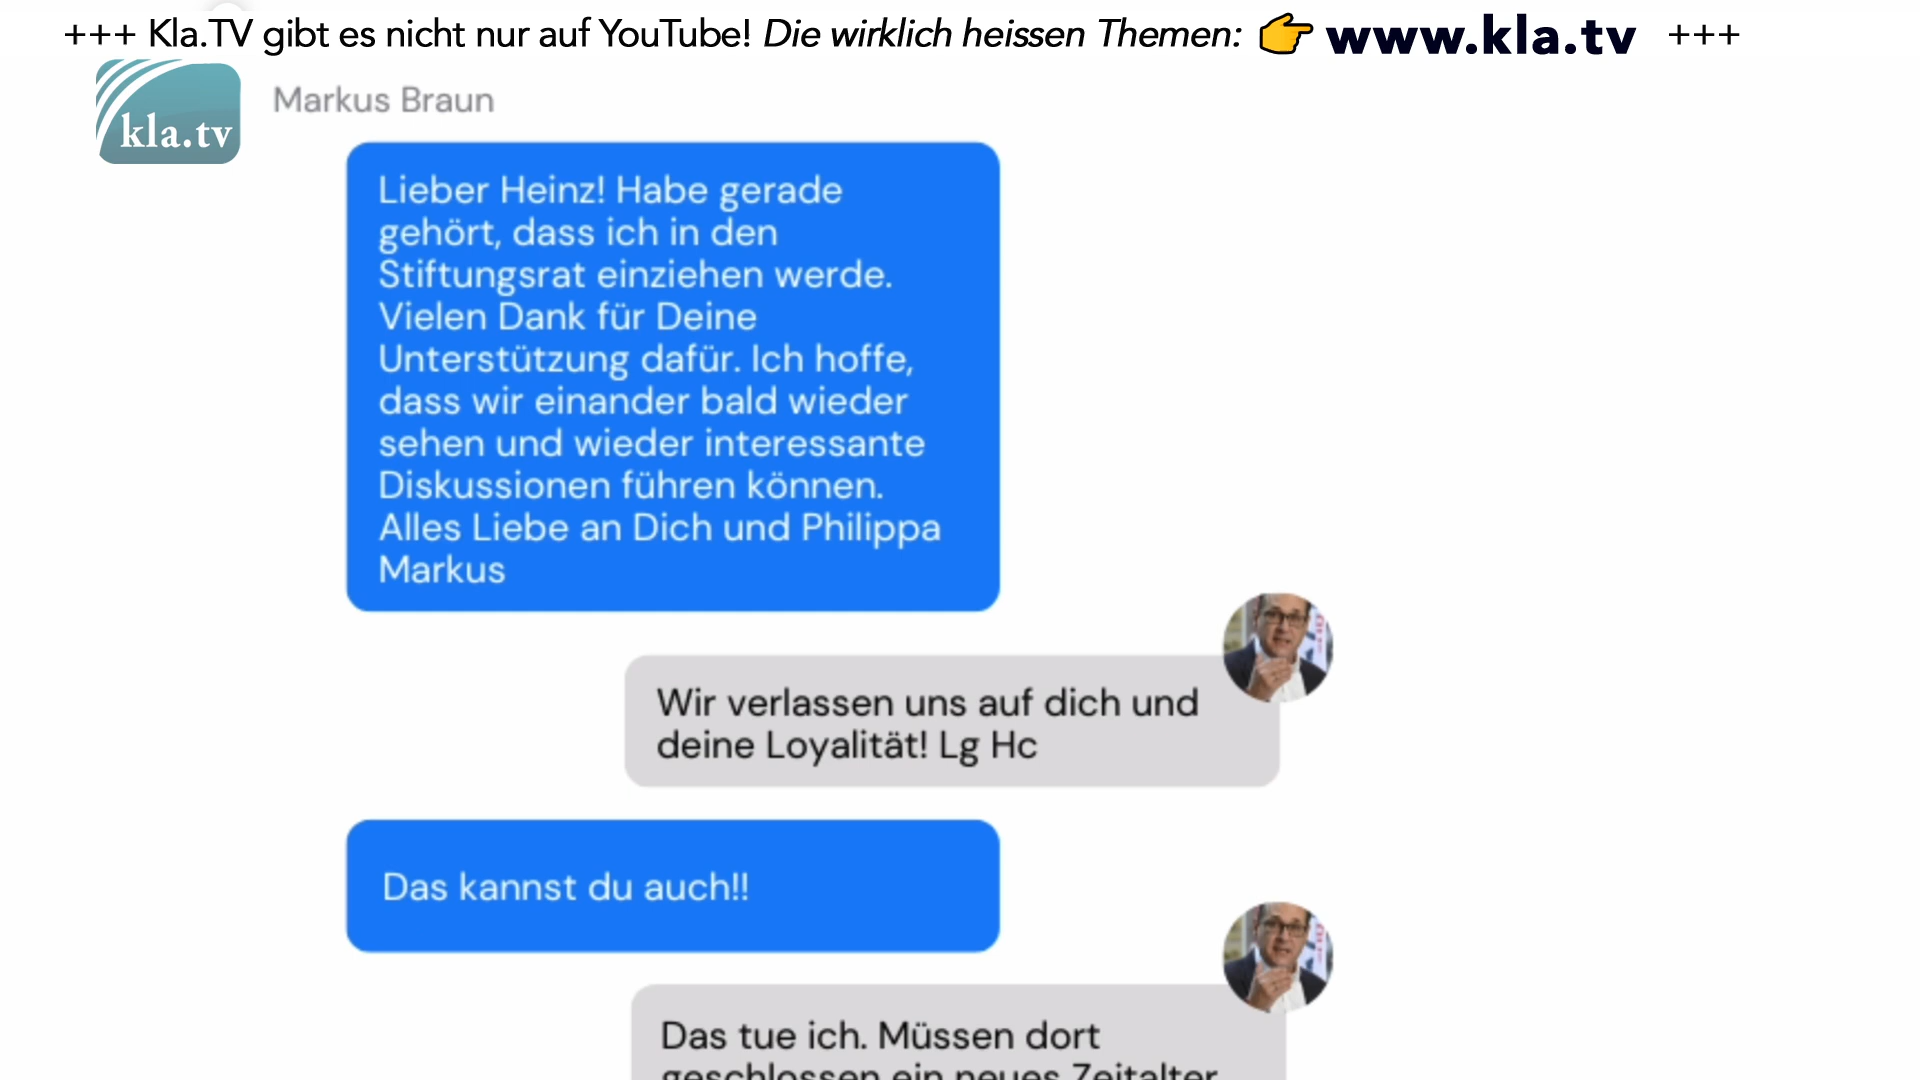 +++ Kla.TV gibt es nicht nur auf YouTube! Die wirklich heissen Themen: 👉 www.kla.tv +++
kla.tv
Markus Braun
Lieber Heinz! Habe gerade
gehört, dass ich in den
Stiftungsrat einziehen werde.
Vielen Dank für Deine
Unterstützung dafür. Ich hoffe,
dass wir einander bald wieder
sehen und wieder interessante
Diskussionen führen können.
Alles Liebe an Dich und Philippa
Markus
Wir verlassen uns auf dich und
deine Loyalität! Lg Hc
Das kannst du auch!!
Das tue ich. Müssen dort
geschlossen ein neues Zeitalter